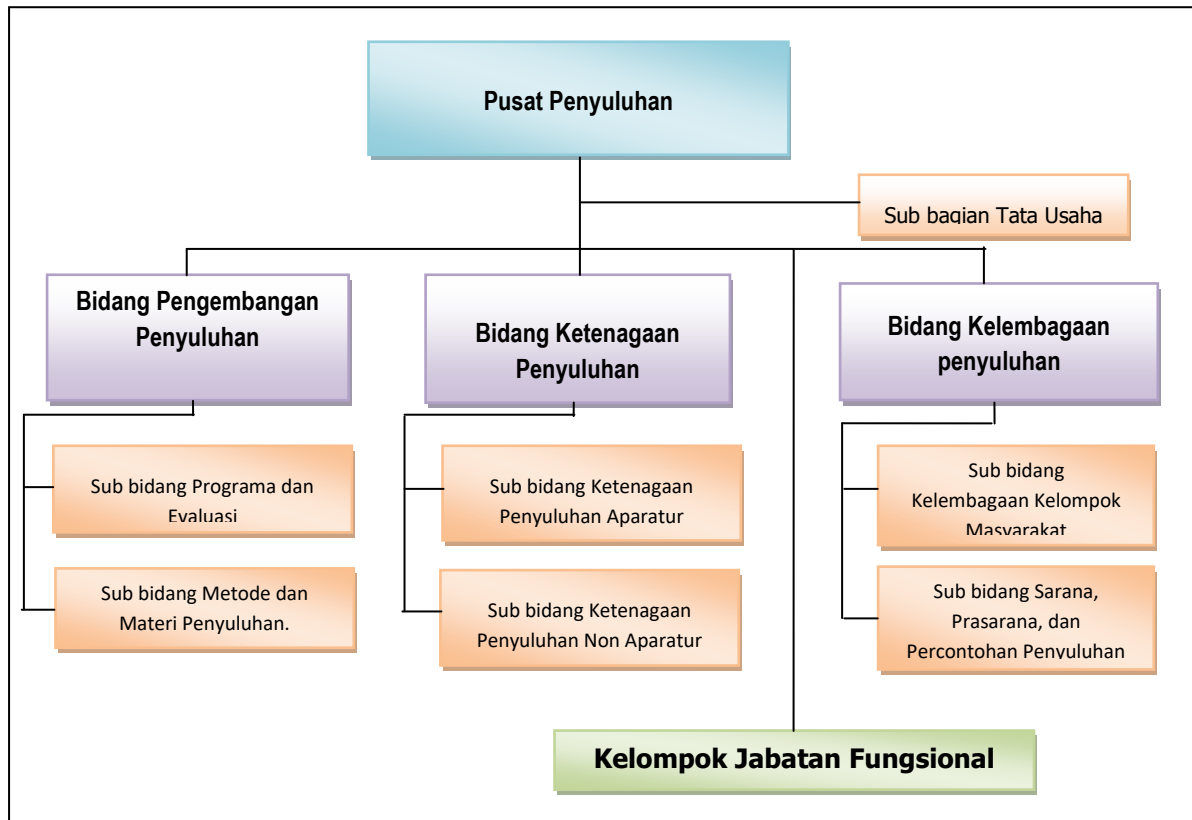 Pusat Penyuluhan
Sub bagian Tata Usaha
Bidang Pengembangan
Penyuluhan
Bidang Ketenagaan
Penyuluhan
Bidang Kelembagaan
penyuluhan
Sub bidang Programa dan
Evaluasi
Sub bidang Ketenagaan
Penyuluhan Aparatur
Sub bidang
Kelembagaan Kelompok
Masyarakat
Sub bidang Metode dan
Materi Penyuluhan.
Sub bidang Ketenagaan
Penyuluhan Non Aparatur
Sub bidang Sarana,
Prasarana, dan
Percontohan Penyuluhan
Kelompok Jabatan Fungsional